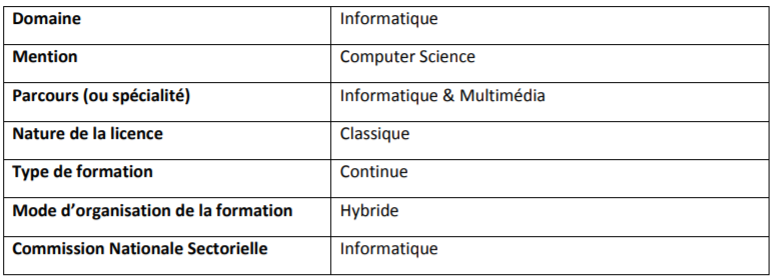 Domaine Informatique
Mention Computer Science
Parcours (ou spécialité) Informatique & Multimédia
Nature de la licence Classique
Type de formation Continue
Mode d’organisation de la formation Hybride
Commission Nationale Sectorielle Informatique